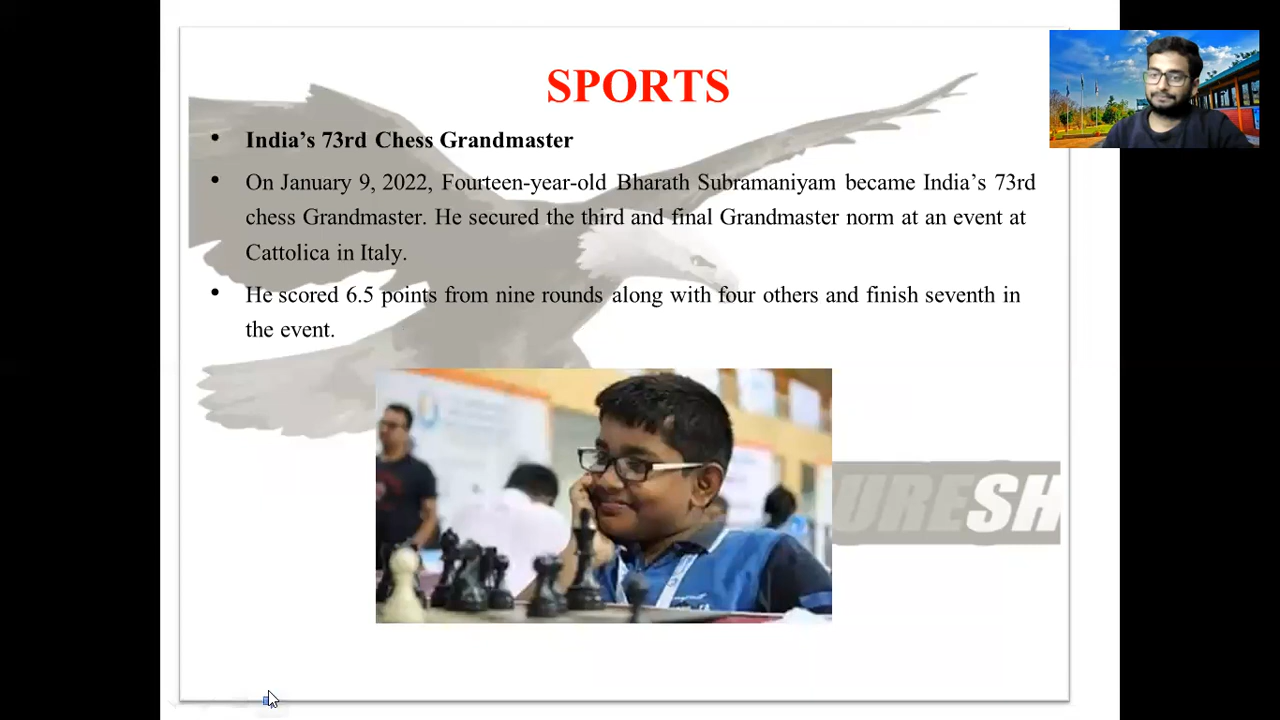 SPORTS
• India’s 73rd Chess Grandmaster
• On January 9, 2022, Fourteen-year-old Bharath Subramaniyam became India’s 73rd
chess Grandmaster. He secured the third and final Grandmaster norm at an event at
Cattolica in Italy.
• He scored 6.5 points from nine rounds along with four others and finish seventh in
the event.
URESH